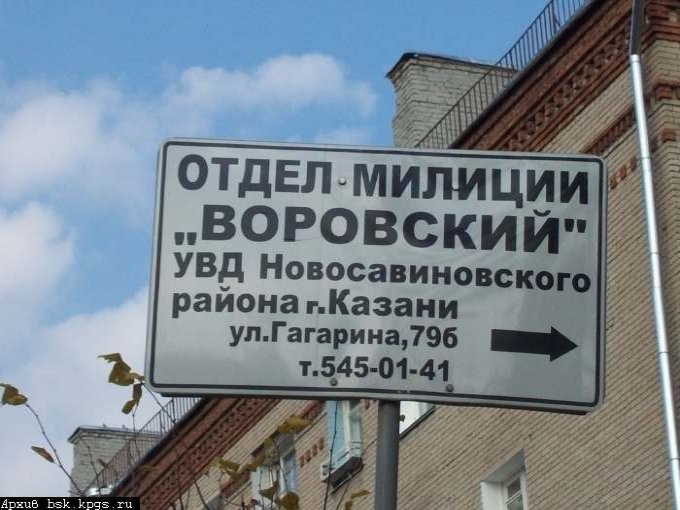 ОТДЕЛ МИЛИЦИИ
„ВОРОВСКИЙ"
УВД Новосавиновского
района г.Казани
ул.Гагарина,79б
т.545-01-41
Архив bsk.kpgs.ru